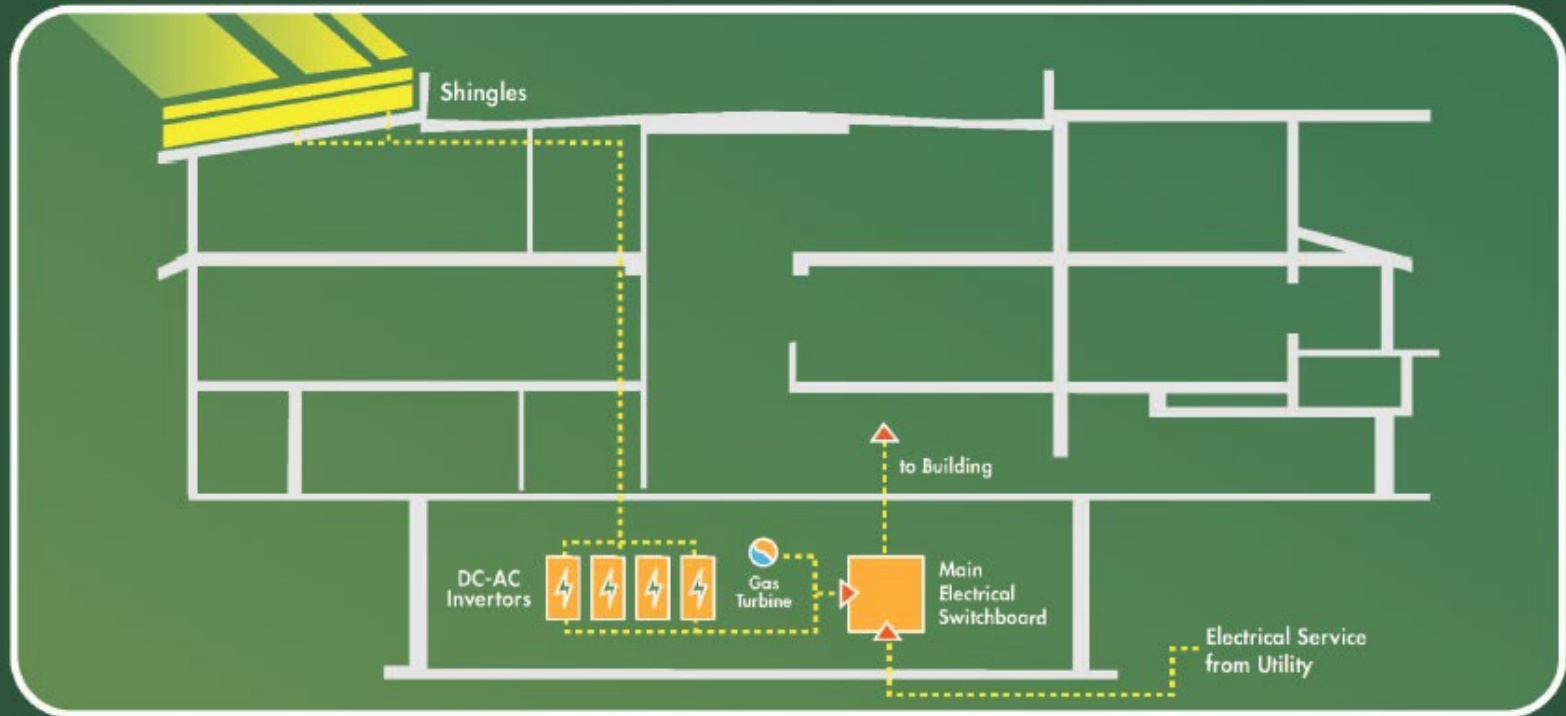 Shingles
to Building
DC-AC
Invertors
Gas
Turbine
Main
Electrical
Switchboard
Electrical Service
from Utility